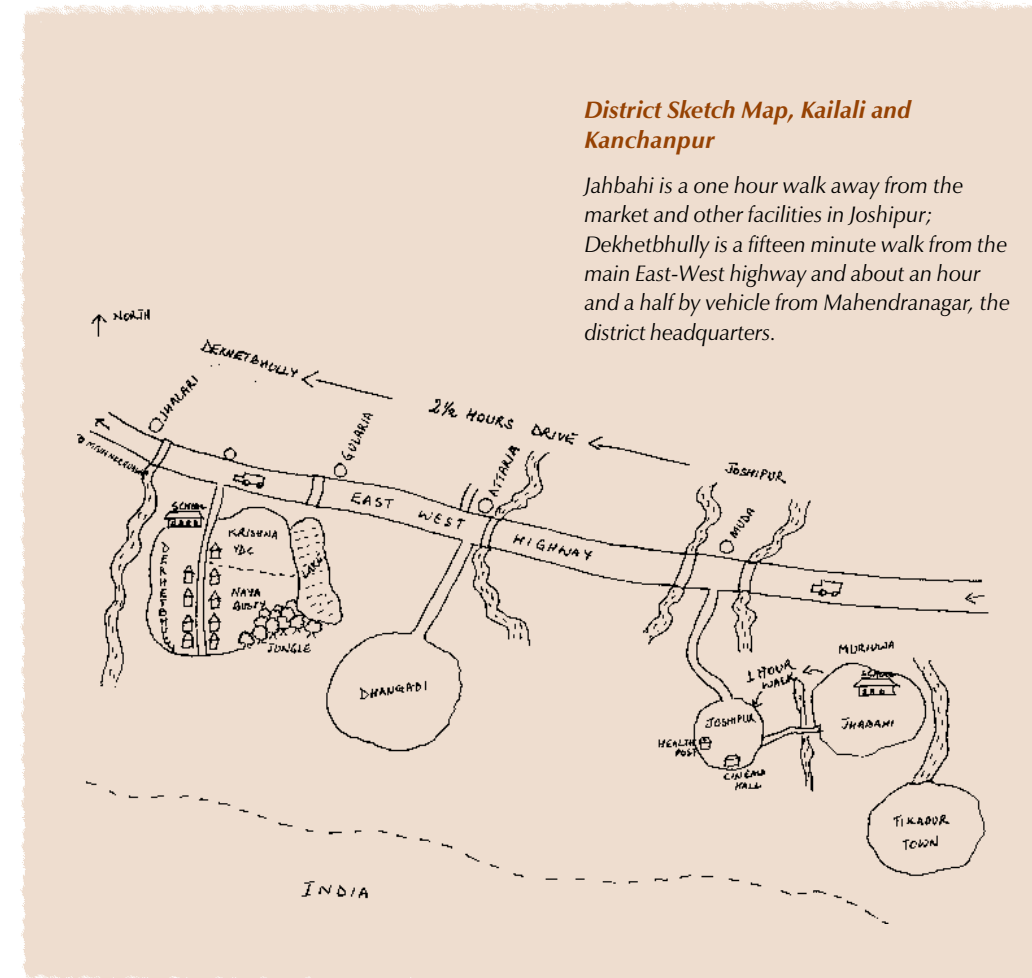 District Sketch Map, Kailali and
Kanchanpur
Jahbahi is a one hour walk away from the
market and other facilities in Joshipur;
Dekhetbhully is a fifteen minute walk from the
main East-West highway and about an hour
and a half by vehicle from Mahendranagar, the
district headquarters.
NORTH
DEKHETBHULLY
2½ HOURS DRIVE
JOSHIPUR
JHALARI
GULARIA
ATTARIA
MUDA
EAST WEST HIGHWAY
SCHOOL
KRISHNA
YDC
LAKE
NAYA
BUSTY
JUNGLE
DHANGADI
MURIUWA
SCHOOL
1 HOUR
WALK
JOSHIPUR
JHABAHI
HEALTH
POST
CINEMA
HALL
TIKAPUR
TOWN
INDIA